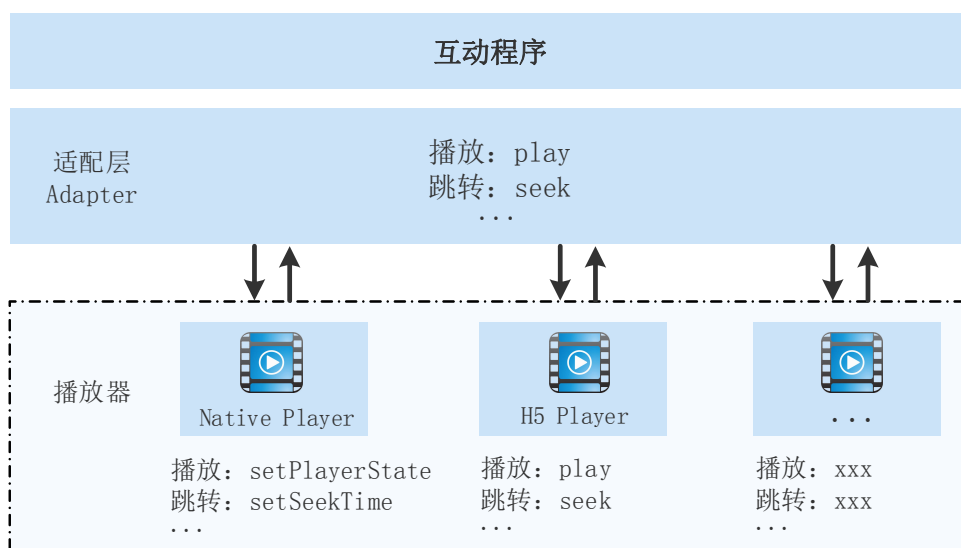 互动程序
适配层
Adapter
播放：play
跳转：seek
...
播放器
Native Player
H5 Player
...
播放：setPlayerState
跳转：setSeekTime
...
播放：play
跳转：seek
...
播放：xxx
跳转：xxx
...